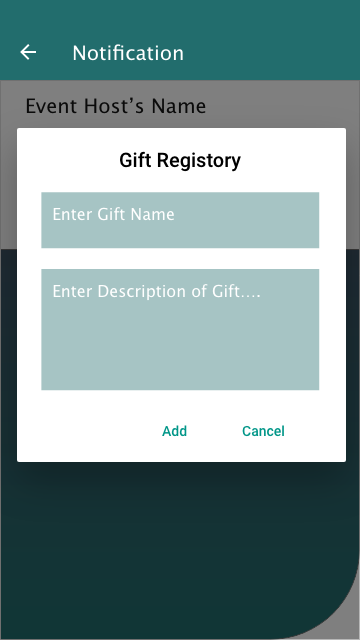 Notification
Event Host’s Name
Gift Registory
Enter Gift Name
Enter Description of Gift....
Add
Cancel